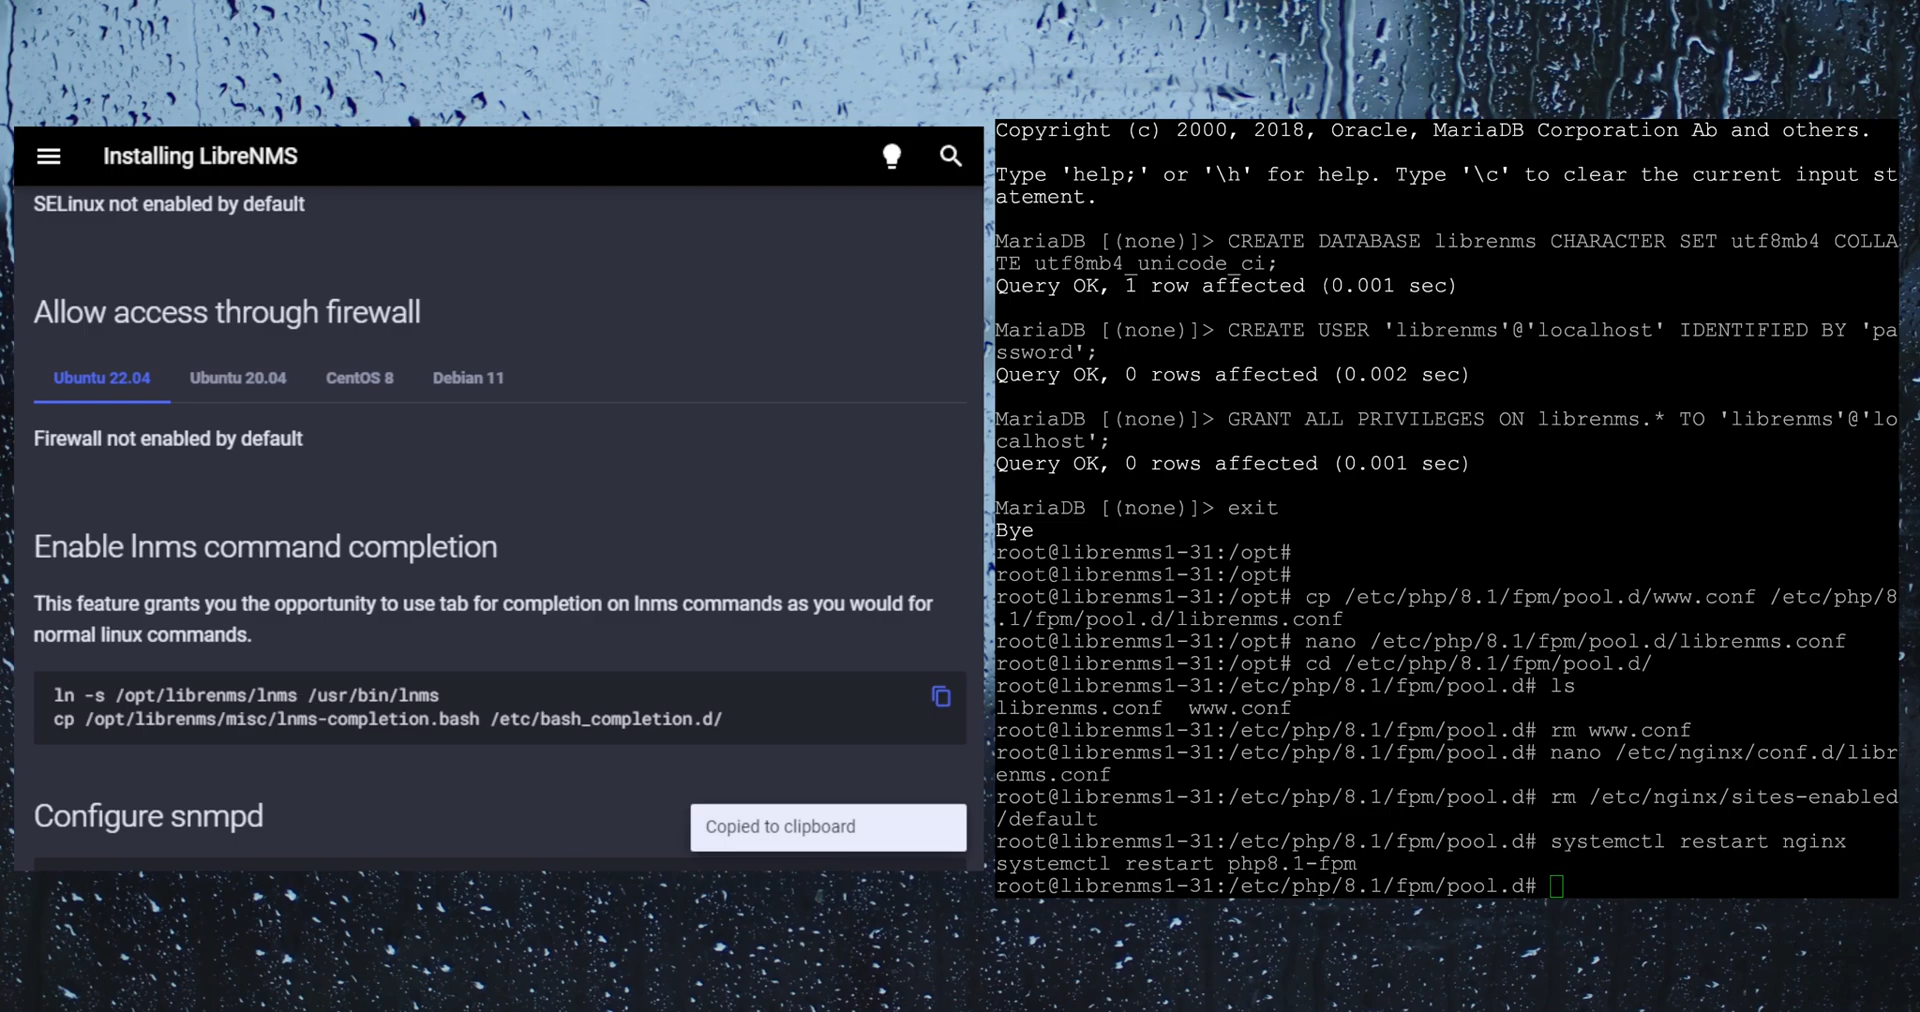 Installing LibreNMS
SELinux not enabled by default
Allow access through firewall
Ubuntu 22.04 Ubuntu 20.04 CentOS 8 Debian 11
Firewall not enabled by default
Enable lnms command completion
This feature grants you the opportunity to use tab for completion on lnms commands as you would for
normal linux commands.
ln -s /opt/librenms/lnms /usr/bin/lnms
cp /opt/librenms/misc/lnms-completion.bash /etc/bash_completion.d/
Configure snmpd
Copied to clipboard
Copyright (c) 2000, 2018, Oracle, MariaDB Corporation Ab and others.
Type 'help;' or '\h' for help. Type '\c' to clear the current input st
atement.
MariaDB [(none)]> CREATE DATABASE librenms CHARACTER SET utf8mb4 COLLA
TE utf8mb4_unicode_ci;
Query OK, 1 row affected (0.001 sec)
MariaDB [(none)]> CREATE USER 'librenms'@'localhost' IDENTIFIED BY 'pa
ssword';
Query OK, 0 rows affected (0.002 sec)
MariaDB [(none)]> GRANT ALL PRIVILEGES ON librenms.* TO 'librenms'@'lo
calhost';
Query OK, 0 rows affected (0.001 sec)
MariaDB [(none)]> exit
Bye
root@librenms1-31:/opt#
root@librenms1-31:/opt#
root@librenms1-31:/opt# cp /etc/php/8.1/fpm/pool.d/www.conf /etc/php/8
.1/fpm/pool.d/librenms.conf
root@librenms1-31:/opt# nano /etc/php/8.1/fpm/pool.d/librenms.conf
root@librenms1-31:/opt# cd /etc/php/8.1/fpm/pool.d/
root@librenms1-31:/etc/php/8.1/fpm/pool.d# ls
librenms.conf  www.conf
root@librenms1-31:/etc/php/8.1/fpm/pool.d# rm www.conf
root@librenms1-31:/etc/php/8.1/fpm/pool.d# nano /etc/nginx/conf.d/libr
enms.conf
root@librenms1-31:/etc/php/8.1/fpm/pool.d# rm /etc/nginx/sites-enabled
/default
root@librenms1-31:/etc/php/8.1/fpm/pool.d# systemctl restart nginx
systemctl restart php8.1-fpm
root@librenms1-31:/etc/php/8.1/fpm/pool.d#